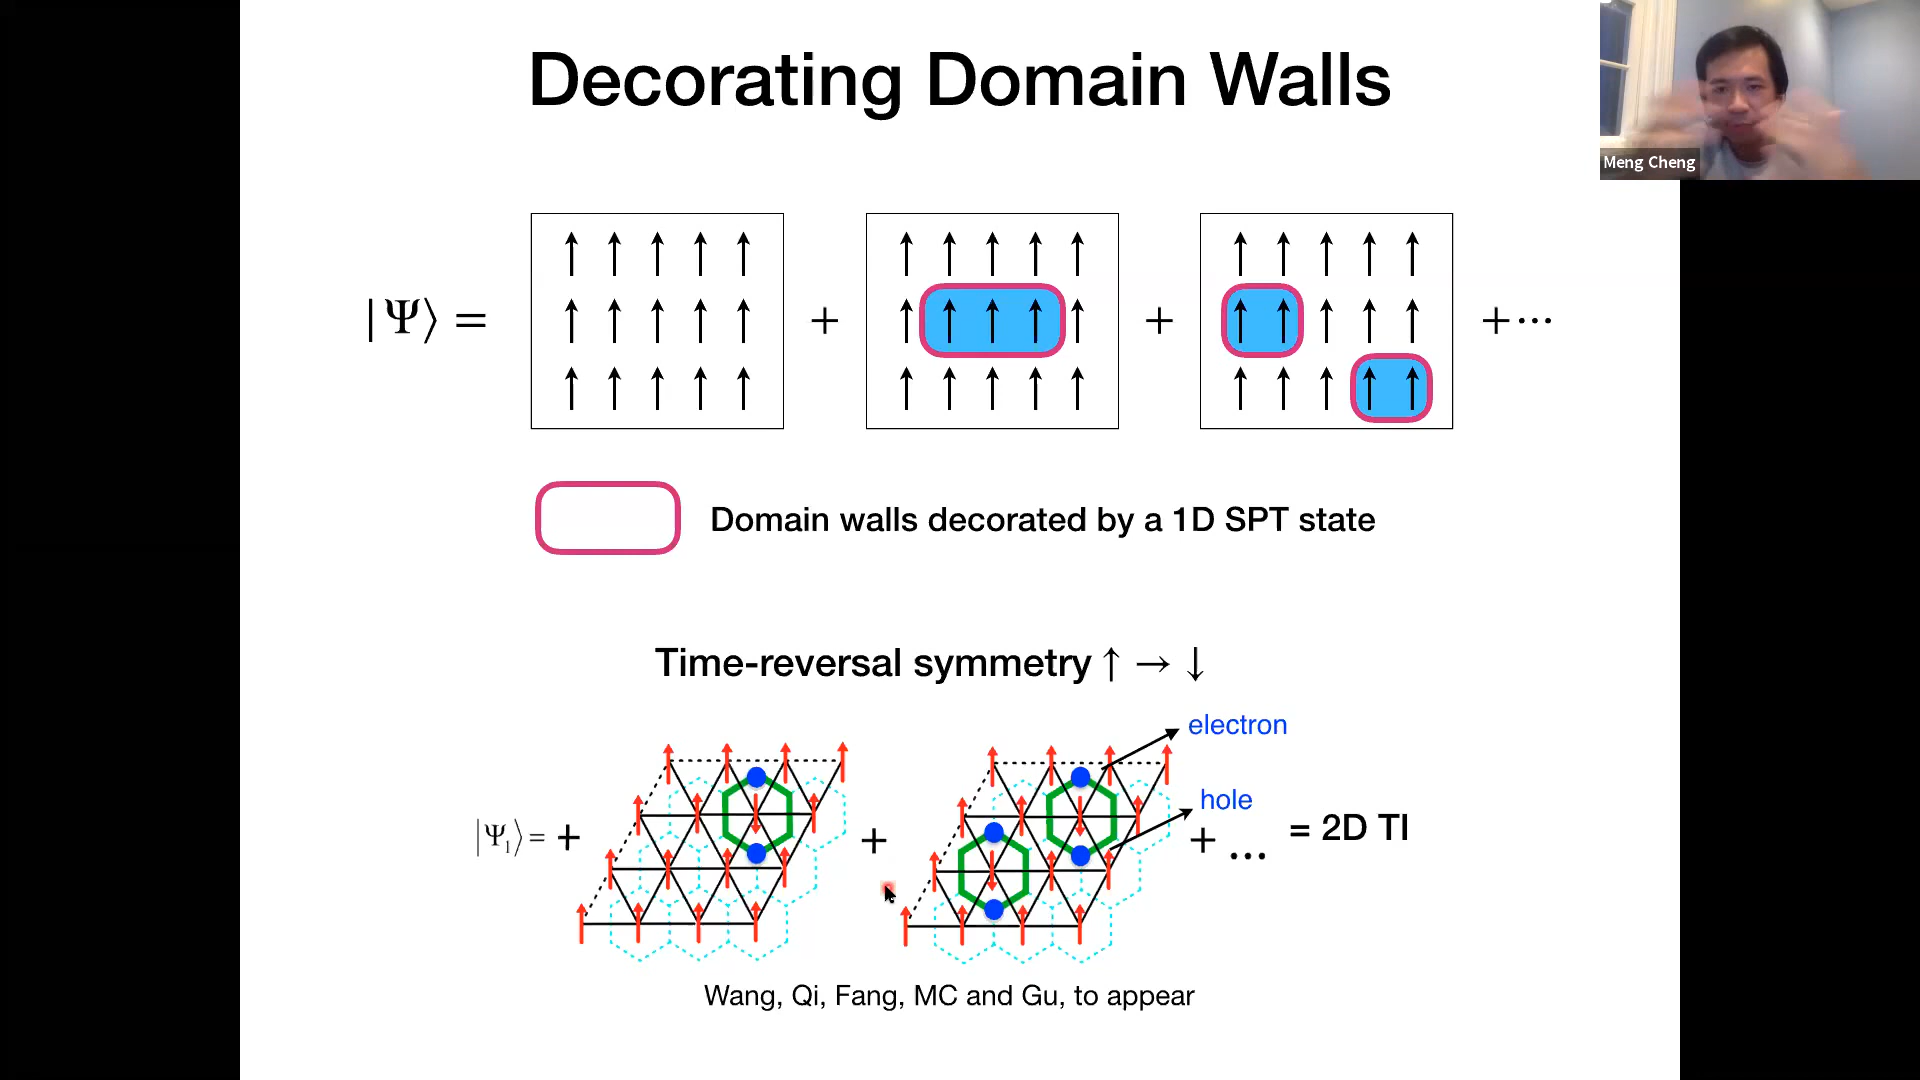 Decorating Domain Walls
Meng Cheng
|Ψ⟩ = + + +⋯
Domain walls decorated by a 1D SPT state
Time-reversal symmetry ↑ → ↓
electron
hole
|Ψ₁⟩ = + + + ... = 2D TI
Wang, Qi, Fang, MC and Gu, to appear